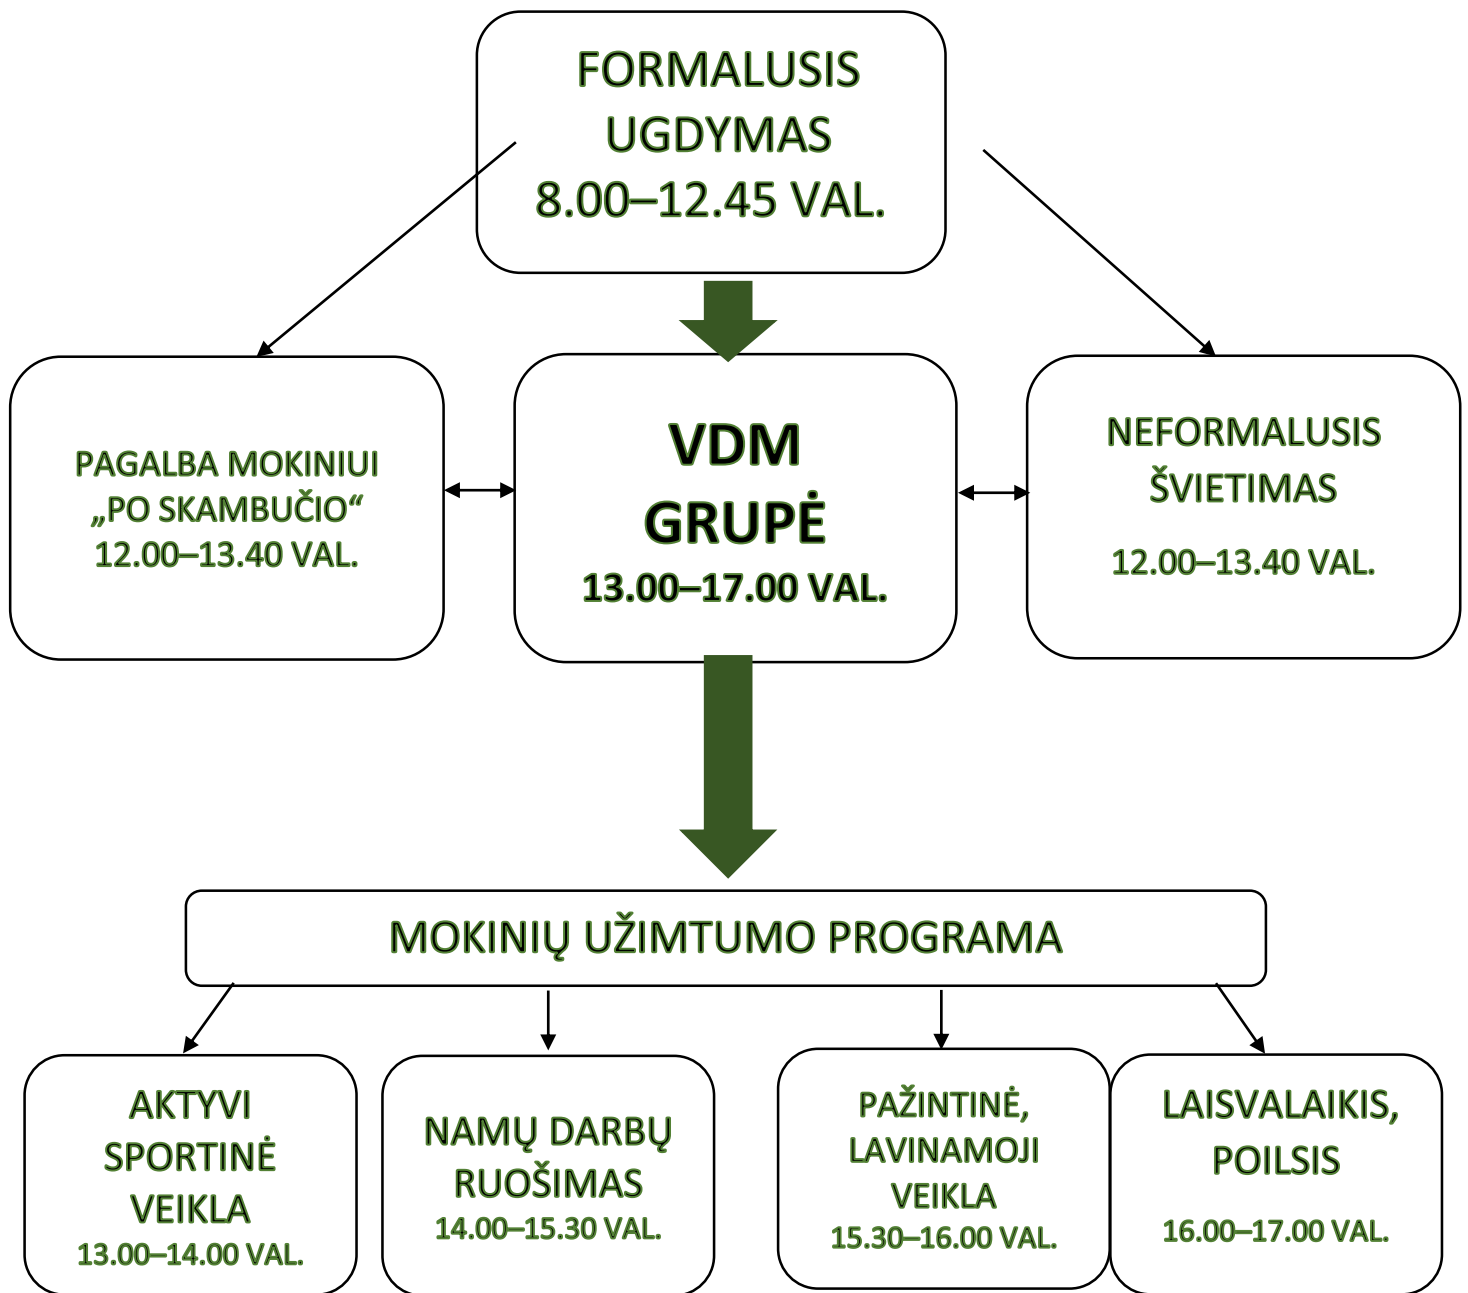 FORMALUSIS
UGDYMAS
8.00–12.45 VAL.
PAGALBA MOKINIUI
„PO SKAMBUČIO“
12.00–13.40 VAL.
VDM
GRUPĖ
13.00–17.00 VAL.
NEFORMALUSIS
ŠVIETIMAS
12.00–13.40 VAL.
MOKINIŲ UŽIMTUMO PROGRAMA
AKTYVI
SPORTINĖ
VEIKLA
13.00–14.00 VAL.
NAMŲ DARBŲ
RUOŠIMAS
14.00–15.30 VAL.
PAŽINTINĖ,
LAVINAMOJI
VEIKLA
15.30–16.00 VAL.
LAISVALAIKIS,
POILSIS
16.00–17.00 VAL.